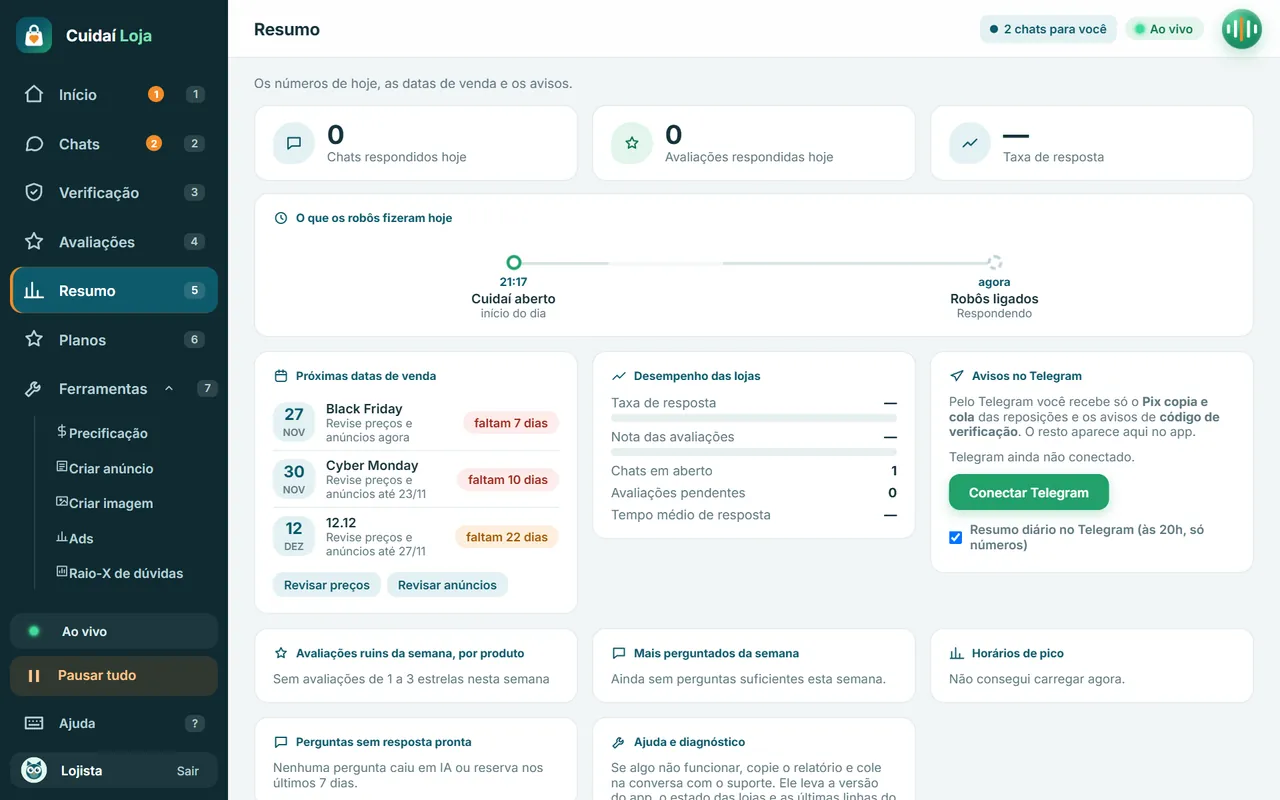 Cuidaí Loja
Início 1 1
Chats 2 2
Verificação 3
Avaliações 4
Resumo 5
Planos 6
Ferramentas 7
Precificação
Criar anúncio
Criar imagem
Ads
Raio-X de dúvidas
Ao vivo
Pausar tudo
Ajuda ?
Lojista Sair
Resumo
2 chats para você
Ao vivo
Os números de hoje, as datas de venda e os avisos.
0
Chats respondidos hoje
0
Avaliações respondidas hoje
—
Taxa de resposta
O que os robôs fizeram hoje
21:17
Cuidaí aberto
início do dia
agora
Robôs ligados
Respondendo
Próximas datas de venda
27 NOV
Black Friday
Revise preços e
anúncios agora
faltam 7 dias
30 NOV
Cyber Monday
Revise preços e
anúncios até 23/11
faltam 10 dias
12 DEZ
12.12
Revise preços e
anúncios até 27/11
faltam 22 dias
Revisar preços
Revisar anúncios
Desempenho das lojas
Taxa de resposta —
Nota das avaliações —
Chats em aberto 1
Avaliações pendentes 0
Tempo médio de resposta —
Avisos no Telegram
Pelo Telegram você recebe só o Pix copia e
cola das reposições e os avisos de código de
verificação. O resto aparece aqui no app.
Telegram ainda não conectado.
Conectar Telegram
Resumo diário no Telegram (às 20h, só
números)
Avaliações ruins da semana, por produto
Sem avaliações de 1 a 3 estrelas nesta semana
Mais perguntados da semana
Ainda sem perguntas suficientes esta semana.
Horários de pico
Não consegui carregar agora.
Perguntas sem resposta pronta
Nenhuma pergunta caiu em IA ou reserva nos
últimos 7 dias.
Ajuda e diagnóstico
Se algo não funcionar, copie o relatório e cole
na conversa com o suporte. Ele leva a versão
do app, o estado das lojas e as últimas linhas do